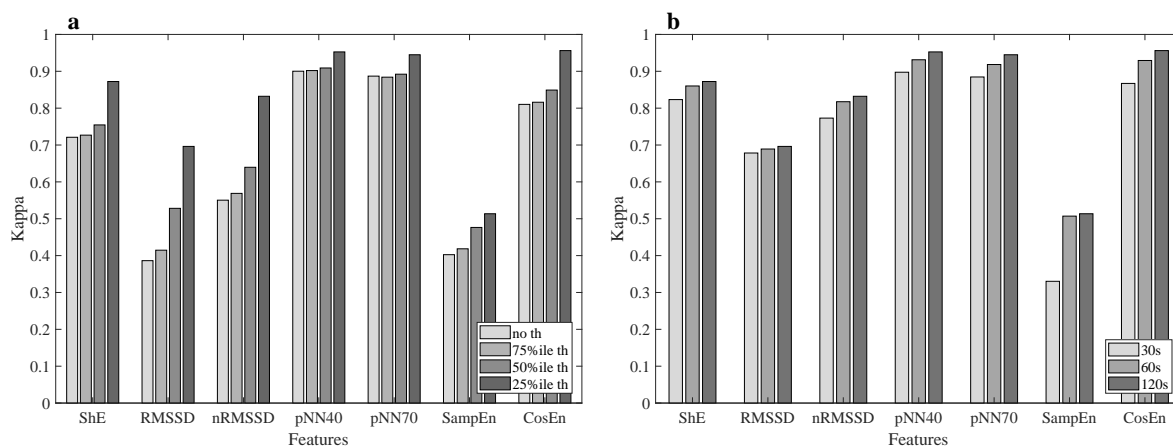 a
1
0.9
0.8
0.7
0.6
0.5
0.4
0.3
0.2
0.1
0
Kappa
no th
75%ile th
50%ile th
25%ile th
ShE RMSSD nRMSSD pNN40 pNN70 SampEn CosEn
Features
b
1
0.9
0.8
0.7
0.6
0.5
0.4
0.3
0.2
0.1
0
Kappa
30s
60s
120s
ShE RMSSD nRMSSD pNN40 pNN70 SampEn CosEn
Features